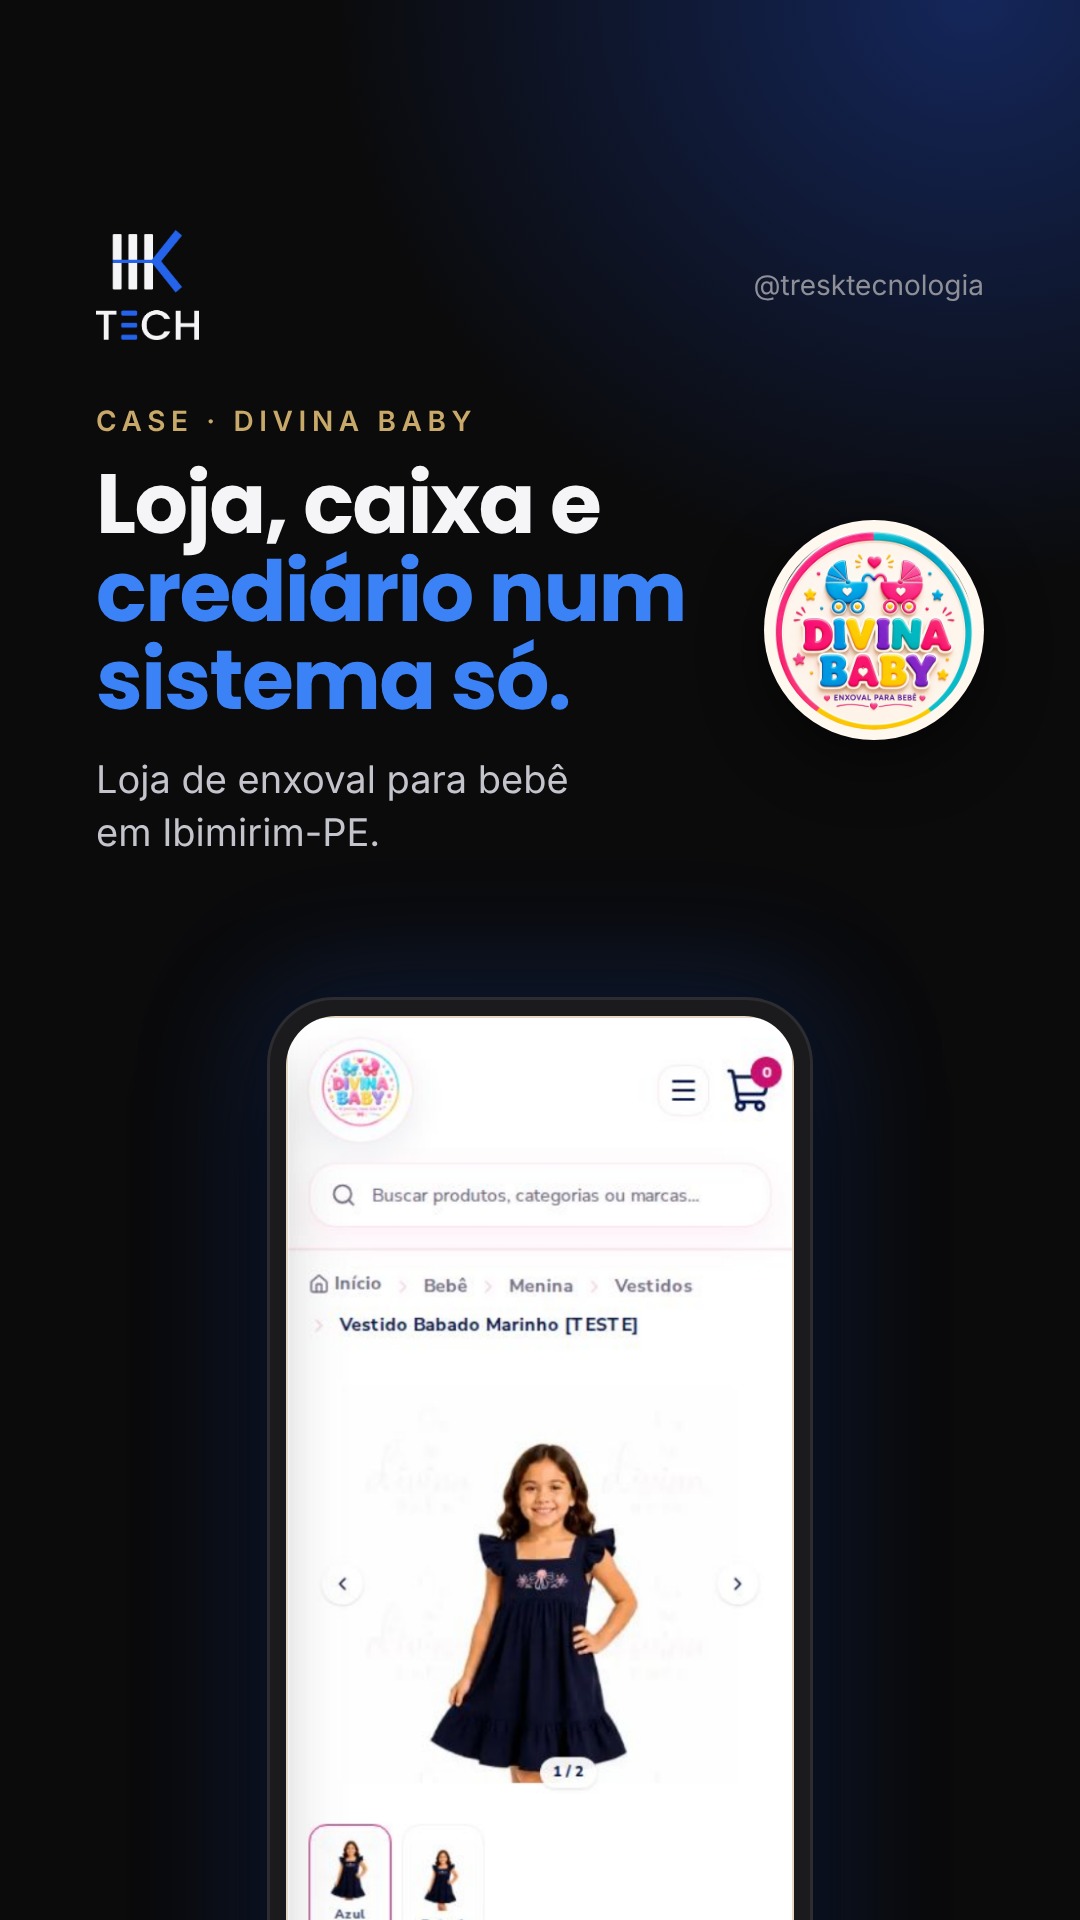 TECH
@tresktecnologia
CASE · DIVINA BABY
Loja, caixa e
crediário num
sistema só.
DIVINA
BABY
ENXOVAL PARA BEBÊ
Loja de enxoval para bebê
em Ibimirim-PE.
DIVINA
BABY
0
Buscar produtos, categorias ou marcas...
Início > Bebê > Menina > Vestidos
> Vestido Babado Marinho [TESTE]
1 / 2
Azul